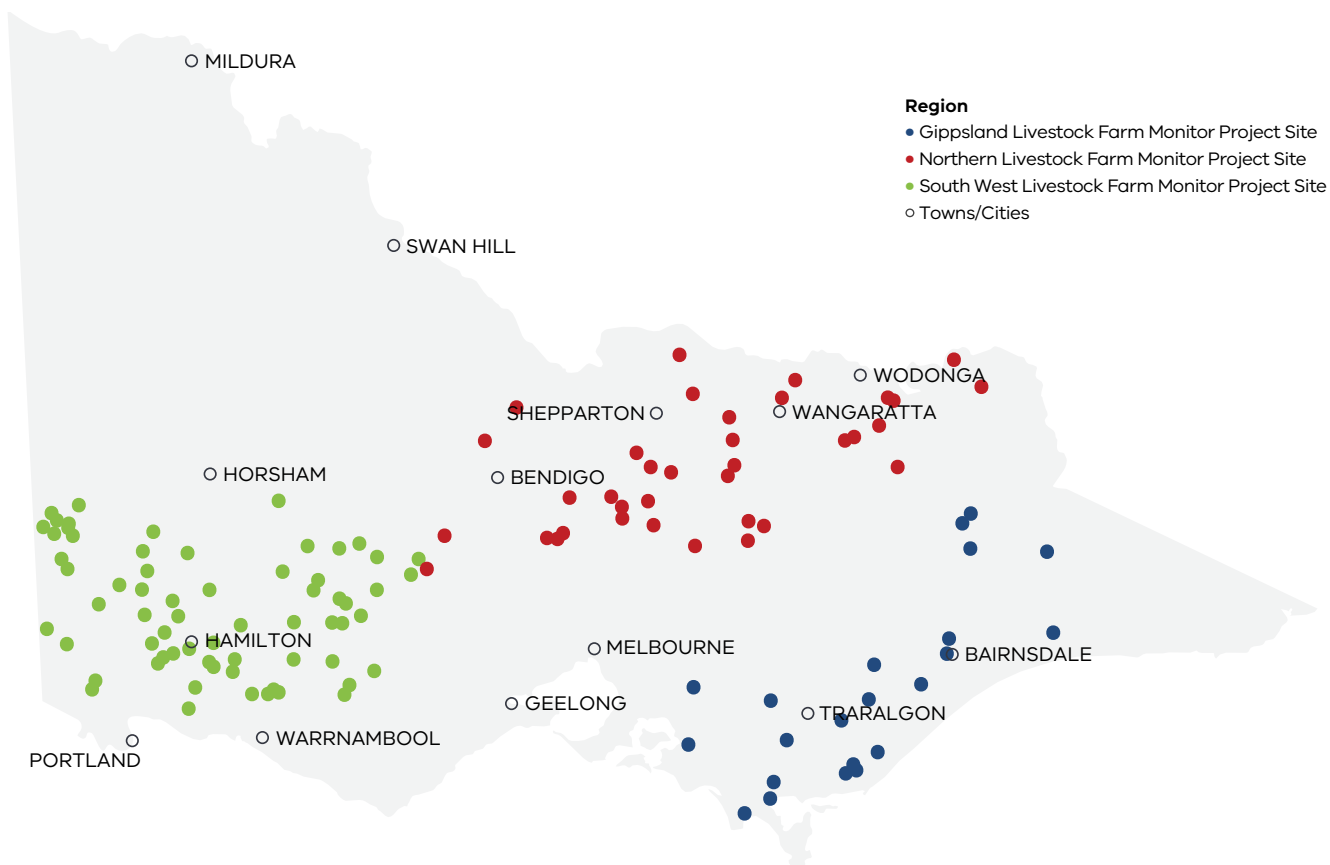 MILDURA
Region
Gippsland Livestock Farm Monitor Project Site
Northern Livestock Farm Monitor Project Site
South West Livestock Farm Monitor Project Site
Towns/Cities
SWAN HILL
WODONGA
SHEPPARTON
WANGARATTA
HORSHAM
BENDIGO
HAMILTON
MELBOURNE
BAIRNSDALE
GEELONG
TRARALGON
WARRNAMBOOL
PORTLAND